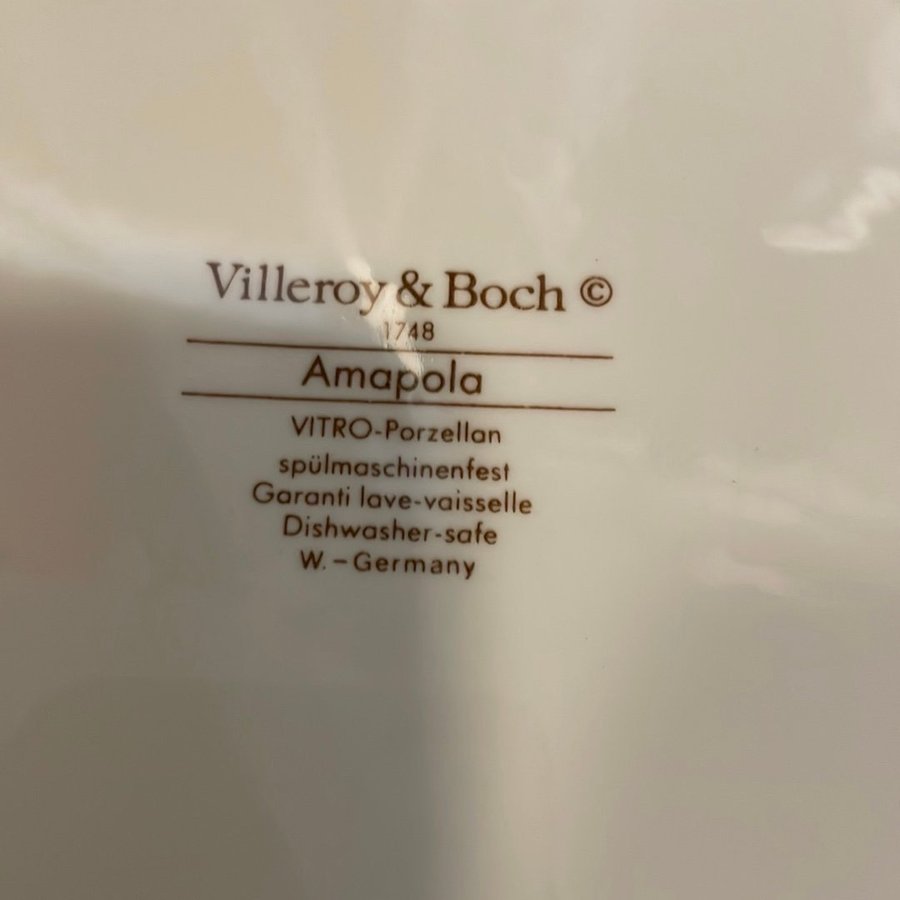 Villeroy & Boch ©
1748
Amapola
VITRO-Porzellan
spülmaschinenfest
Garanti lave-vaisselle
Dishwasher-safe
W.-Germany